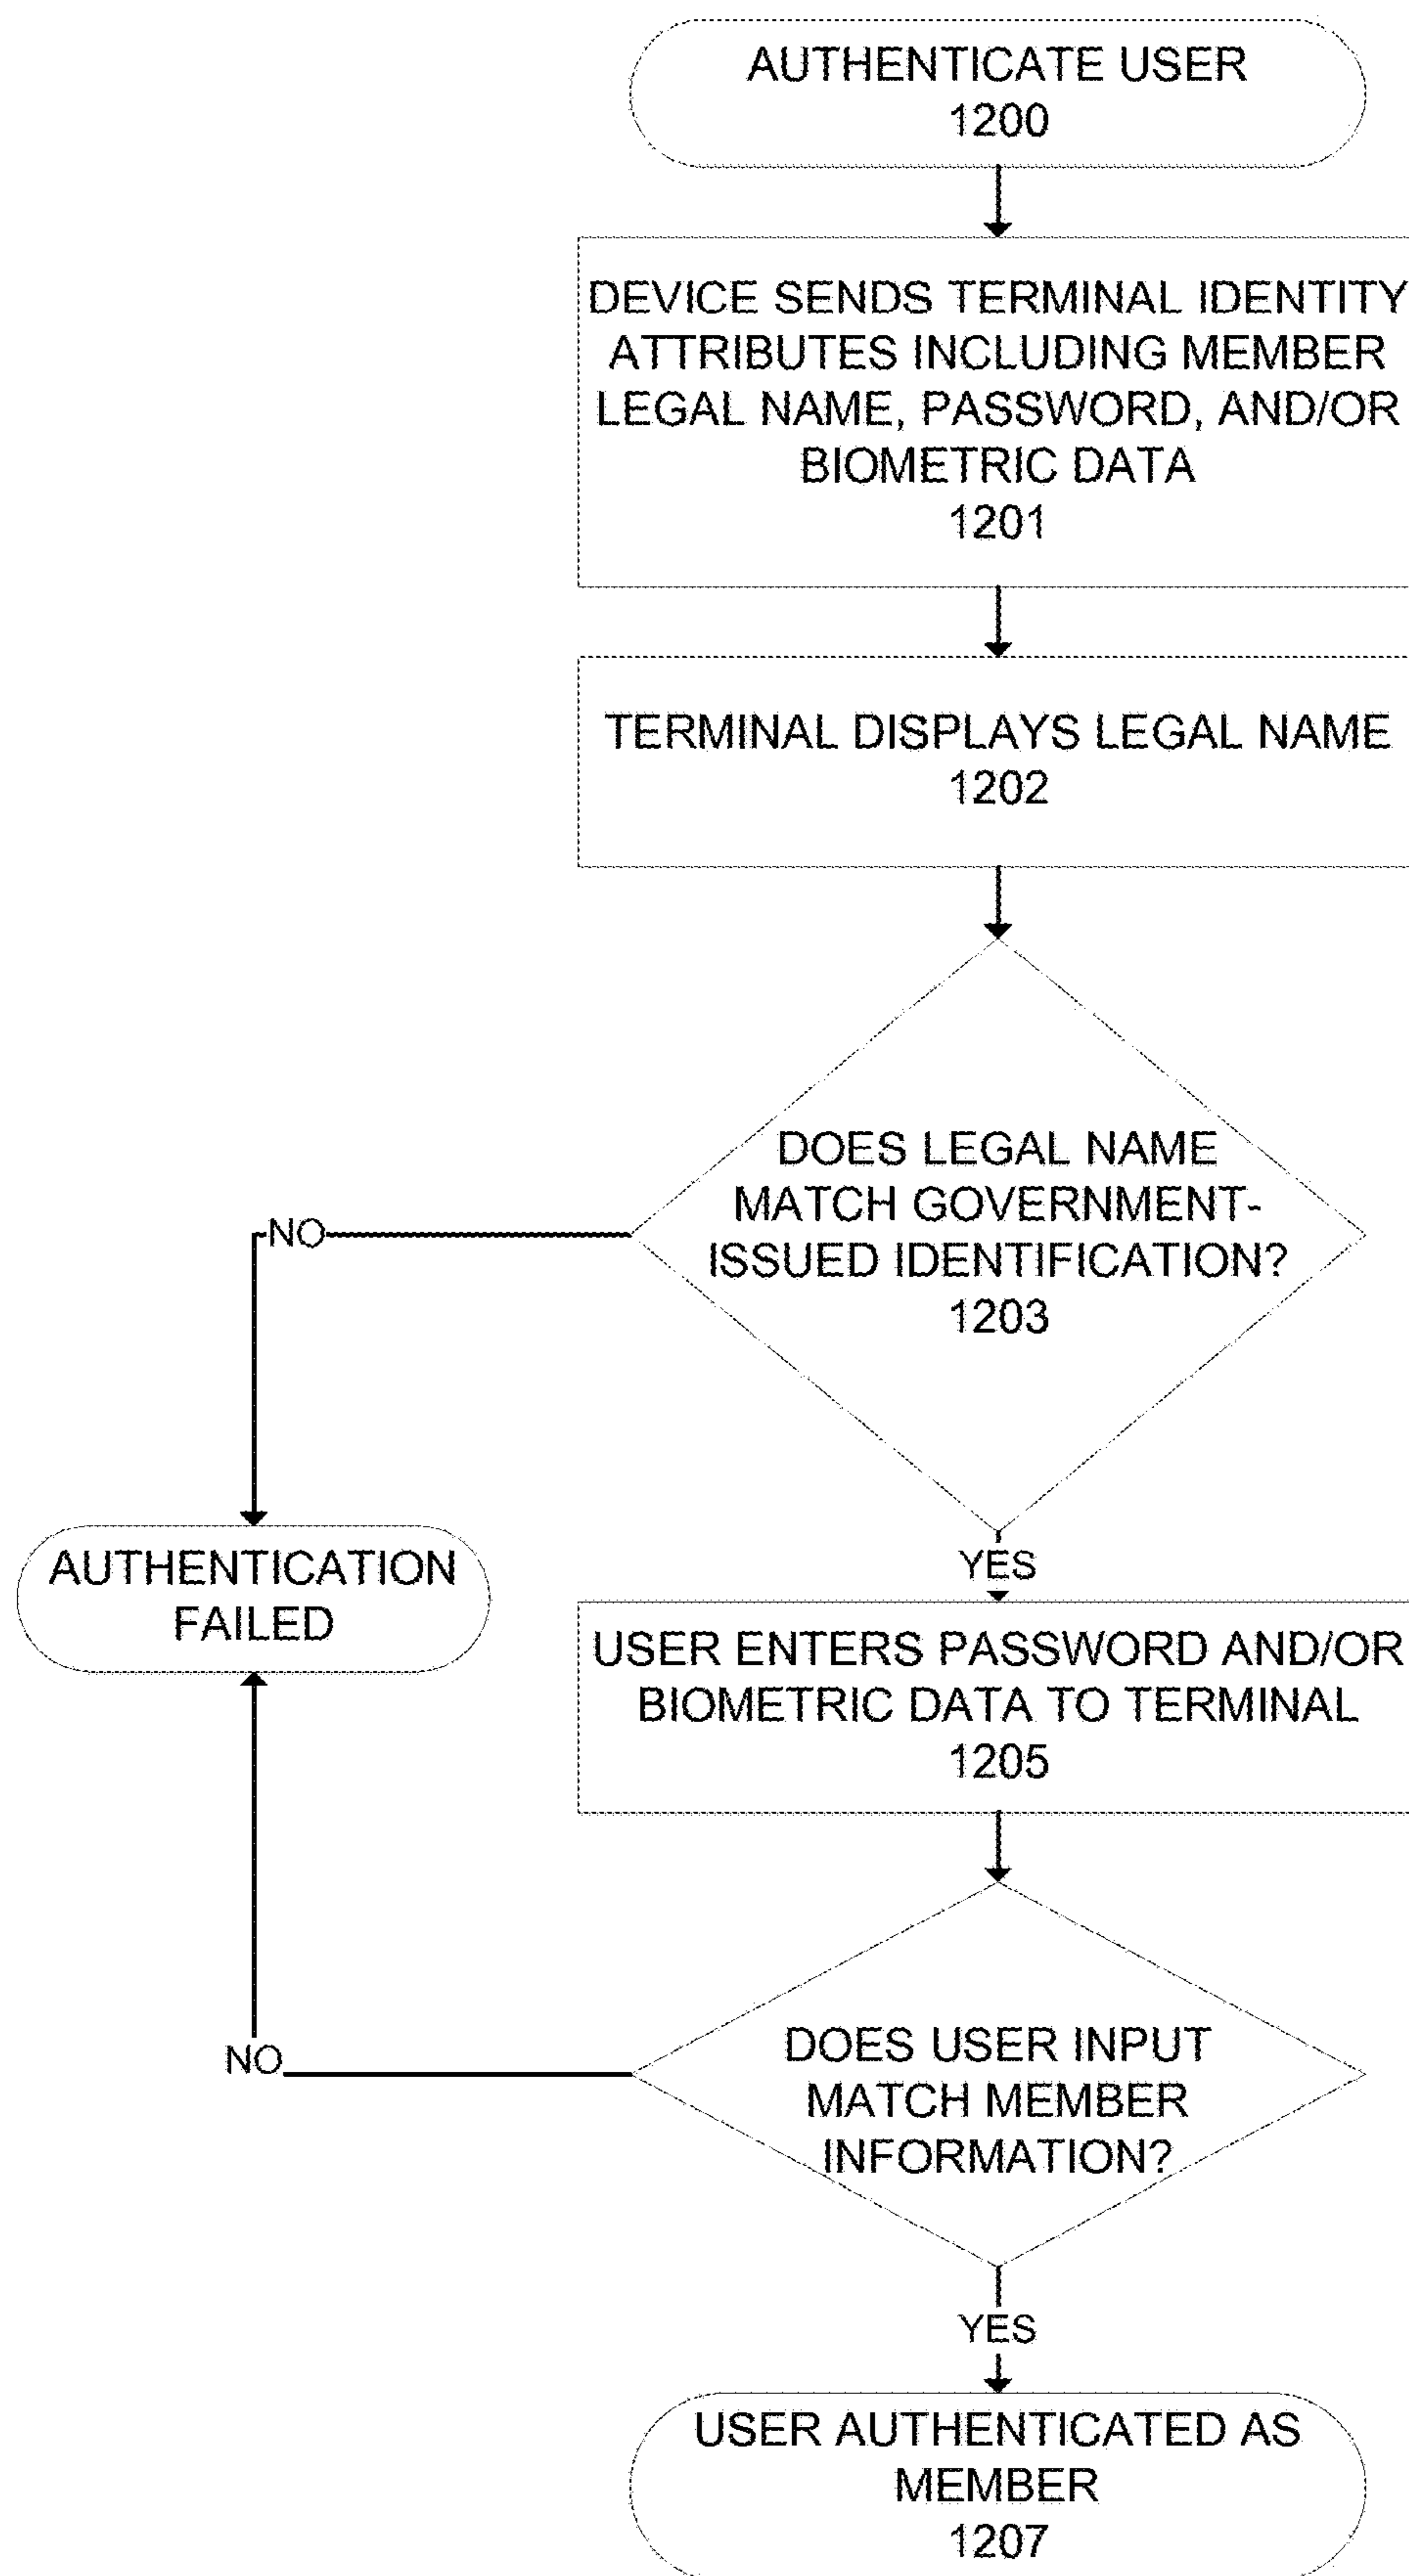 AUTHENTICATE USER
1200
DEVICE SENDS TERMINAL IDENTITY
ATTRIBUTES INCLUDING MEMBER
LEGAL NAME, PASSWORD, AND/OR
BIOMETRIC DATA
1201
TERMINAL DISPLAYS LEGAL NAME
1202
DOES LEGAL NAME
MATCH GOVERNMENT-
ISSUED IDENTIFICATION?
1203
NO
YES
AUTHENTICATION
FAILED
USER ENTERS PASSWORD AND/OR
BIOMETRIC DATA TO TERMINAL
1205
DOES USER INPUT
MATCH MEMBER
INFORMATION?
NO
YES
USER AUTHENTICATED AS
MEMBER
1207